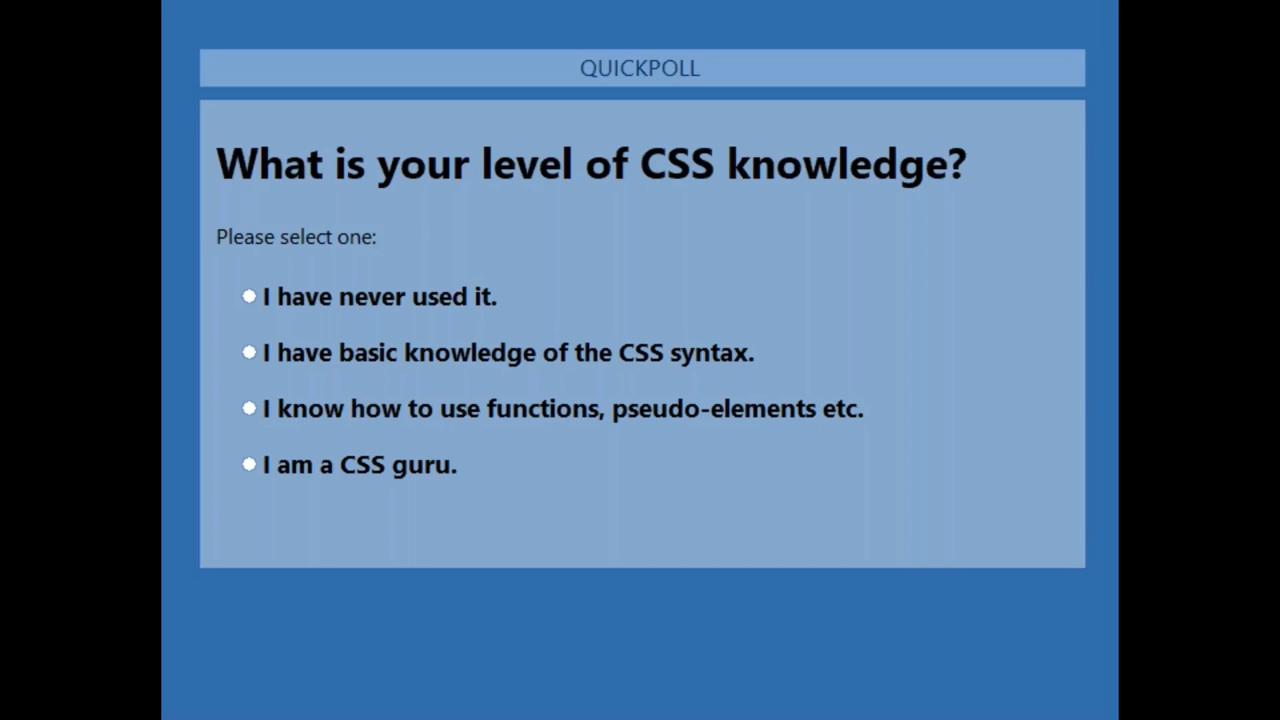 QUICKPOLL
What is your level of CSS knowledge?
Please select one:
I have never used it.
I have basic knowledge of the CSS syntax.
I know how to use functions, pseudo-elements etc.
I am a CSS guru.